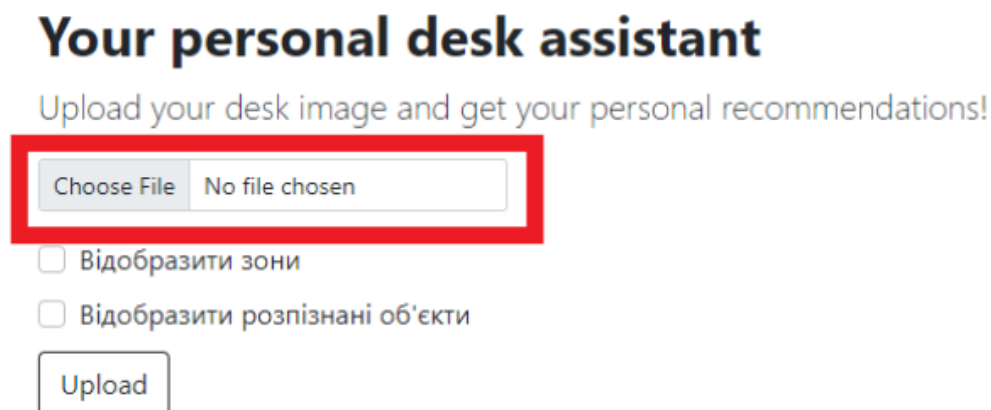 Your personal desk assistant
Upload your desk image and get your personal recommendations!
Choose File No file chosen
Відобразити зони
Відобразити розпізнані об'єкти
Upload